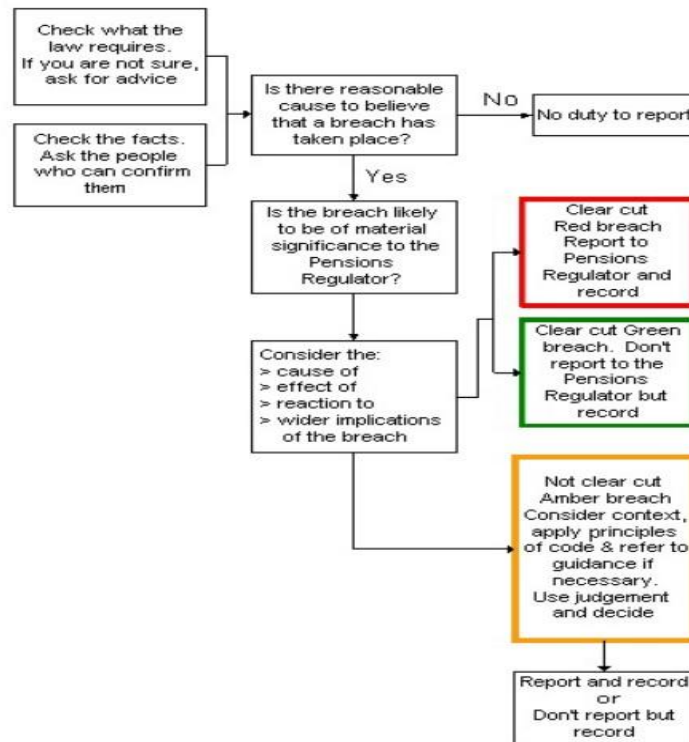 Check what the
law requires.
If you are not sure,
ask for advice
Check the facts.
Ask the people
who can confirm
them
Is there reasonable
cause to believe
that a breach has
taken place?
No
No duty to report
Yes
Is the breach likely
to be of material
significance to the
Pensions
Regulator?
Clear cut
Red breach
Report to
Pensions
Regulator and
record
Clear cut Green
breach. Don't
report to the
Pensions
Regulator but
record
Consider the:
> cause of
> effect of
> reaction to
> wider implications
of the breach
Not clear cut
Amber breach
Consider context,
apply principles
of code & refer to
guidance if
necessary.
Use judgement
and decide
Report and record
or
Don't report but
record